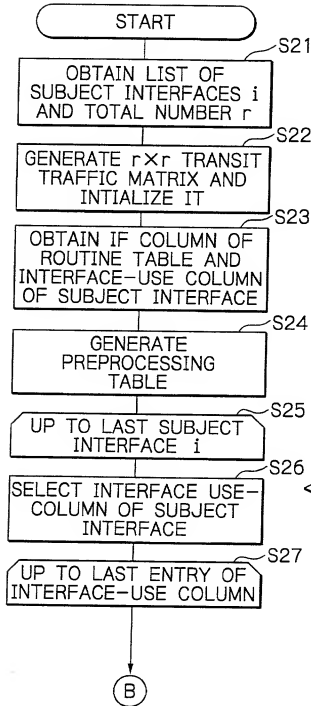 START
S21
OBTAIN LIST OF
SUBJECT INTERFACES i
AND TOTAL NUMBER r
S22
GENERATE r×r TRANSIT
TRAFFIC MATRIX AND
INTIALIZE IT
S23
OBTAIN IF COLUMN OF
ROUTINE TABLE AND
INTERFACE-USE COLUMN
OF SUBJECT INTERFACE
S24
GENERATE
PREPROCESSING
TABLE
S25
UP TO LAST SUBJECT
INTERFACE i
S26
SELECT INTERFACE USE-
COLUMN OF SUBJECT
INTERFACE
S27
UP TO LAST ENTRY OF
INTERFACE-USE COLUMN
B